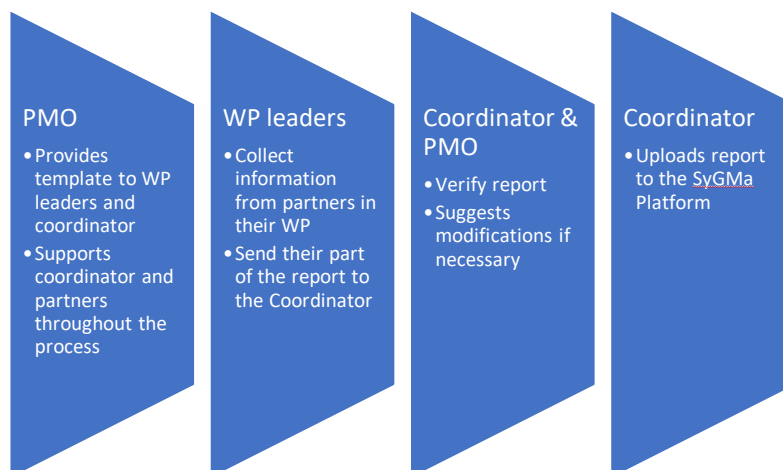 PMO
•Provides
template to WP
leaders and
coordinator
•Supports
coordinator and
partners
throughout the
process
WP leaders
•Collect
information
from partners in
their WP
•Send their part
of the report to
the Coordinator
Coordinator &
PMO
•Verify report
•Suggests
modifications if
necessary
Coordinator
•Uploads report
to the SyGMa
Platform